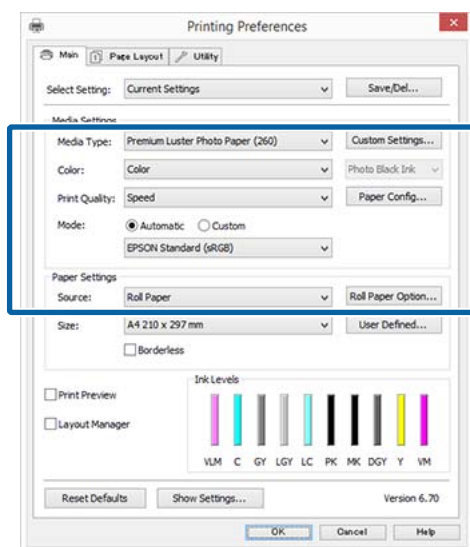 Printing Preferences
Main Page Layout Utility
Select Setting: Current Settings Save/Del...
Media Settings
Media Type: Premium Luster Photo Paper (260) Custom Settings...
Color: Color Photo Black Ink
Print Quality: Speed Paper Config...
Mode: Automatic Custom
EPSON Standard (sRGB)
Paper Settings
Source: Roll Paper Roll Paper Option...
Size: A4 210 x 297 mm User Defined...
Borderless
Ink Levels
Print Preview
Layout Manager
VLM C GY LGY LC PK MK DGY Y VM
Reset Defaults Show Settings... Version 6.70
OK Cancel Help